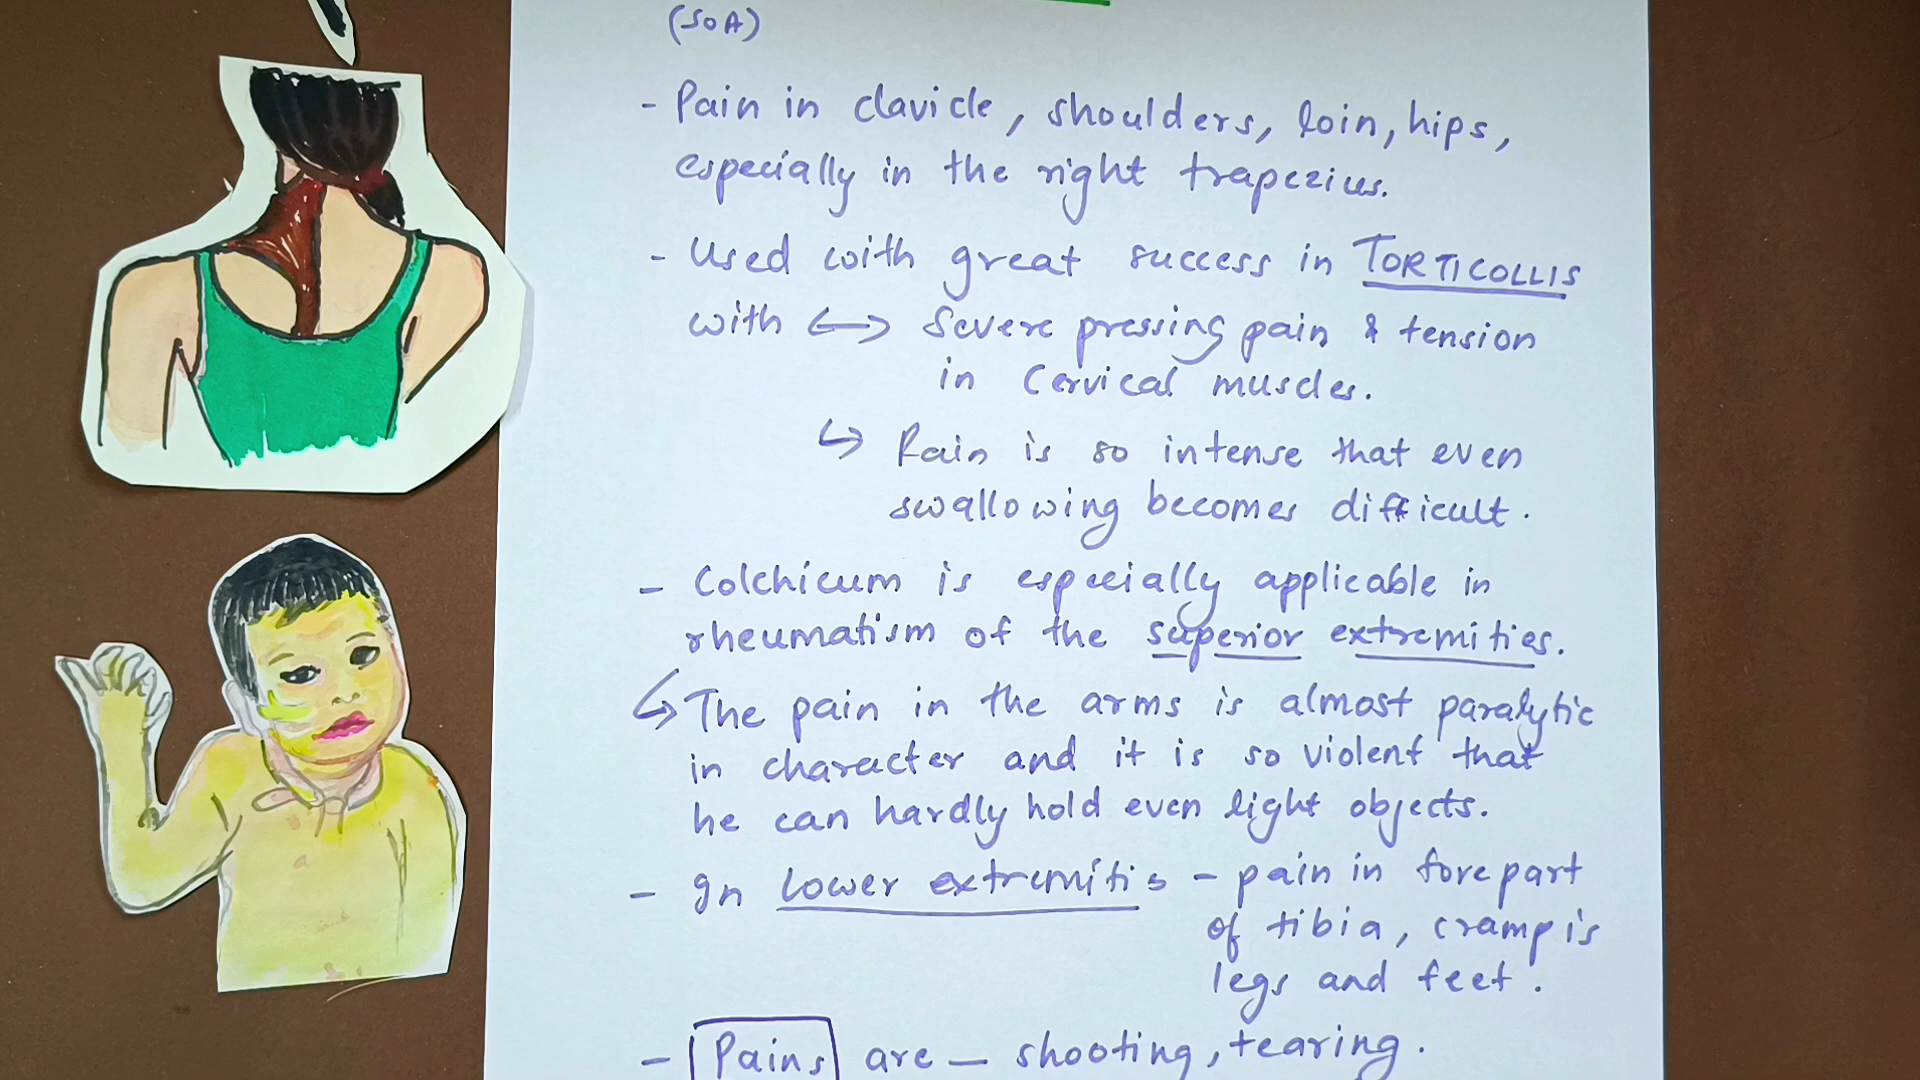 (SOA)
- Pain in clavicle, shoulders, loin, hips,
especially in the right trapezius.
- Used with great success in TORTICOLLIS
with ↔ Severe pressing pain & tension
in Cervical muscles.
↳ Pain is so intense that even
swallowing becomes difficult.
- Colchicum is especially applicable in
rheumatism of the superior extremities.
↳ The pain in the arms is almost paralytic
in character and it is so violent that
he can hardly hold even light objects.
- In Lower extremitis - pain in forepart
of tibia, cramp is
legs and feet.
- Pains are - shooting, tearing.